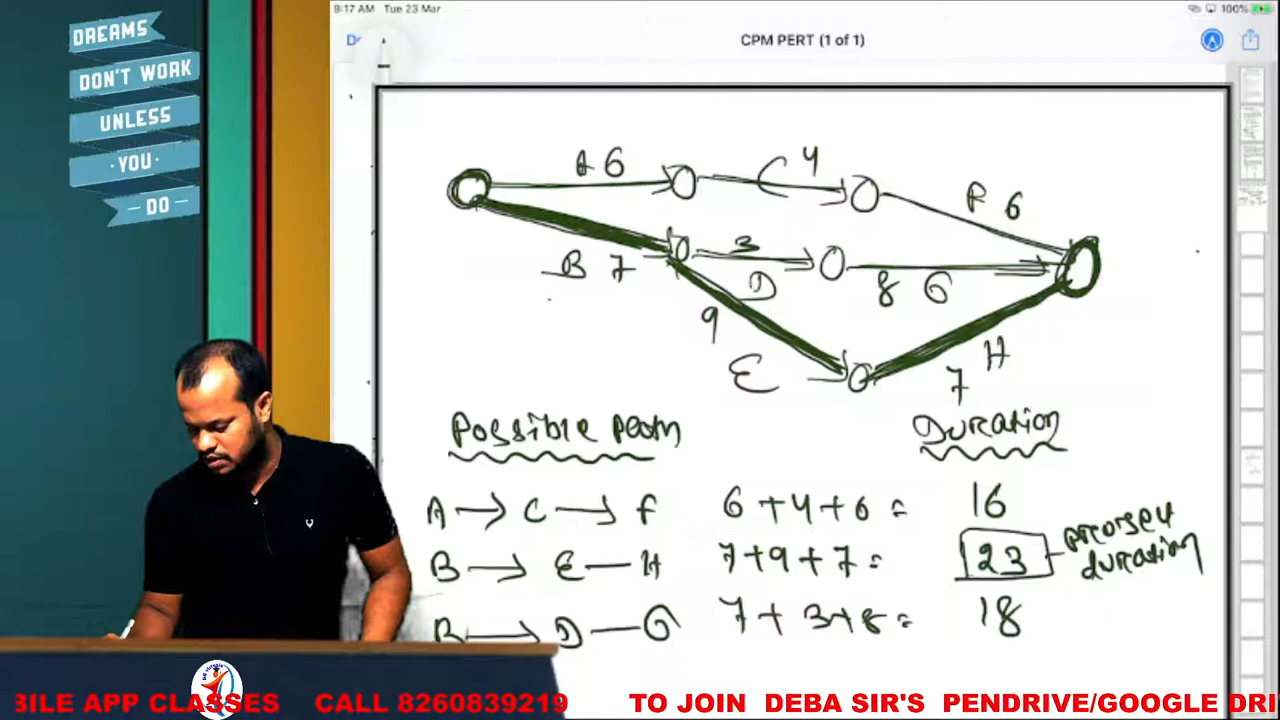 9:17 AM Tue 23 Mar
100%
CPM PERT (1 of 1)
DREAMS
DON'T WORK
UNLESS
· YOU ·
– DO –
A 6
C 4
F 6
B 7
3
D
8 G
9
E
H
7
Possible Path
Duration
A → C → F 6 + 4 + 6 = 16
B → E — H 7 + 9 + 7 = 23 project duration
B → D — G 7 + 3 + 8 = 18
BILE APP CLASSES CALL 8260839219 TO JOIN DEBA SIR'S PENDRIVE/GOOGLE DRI